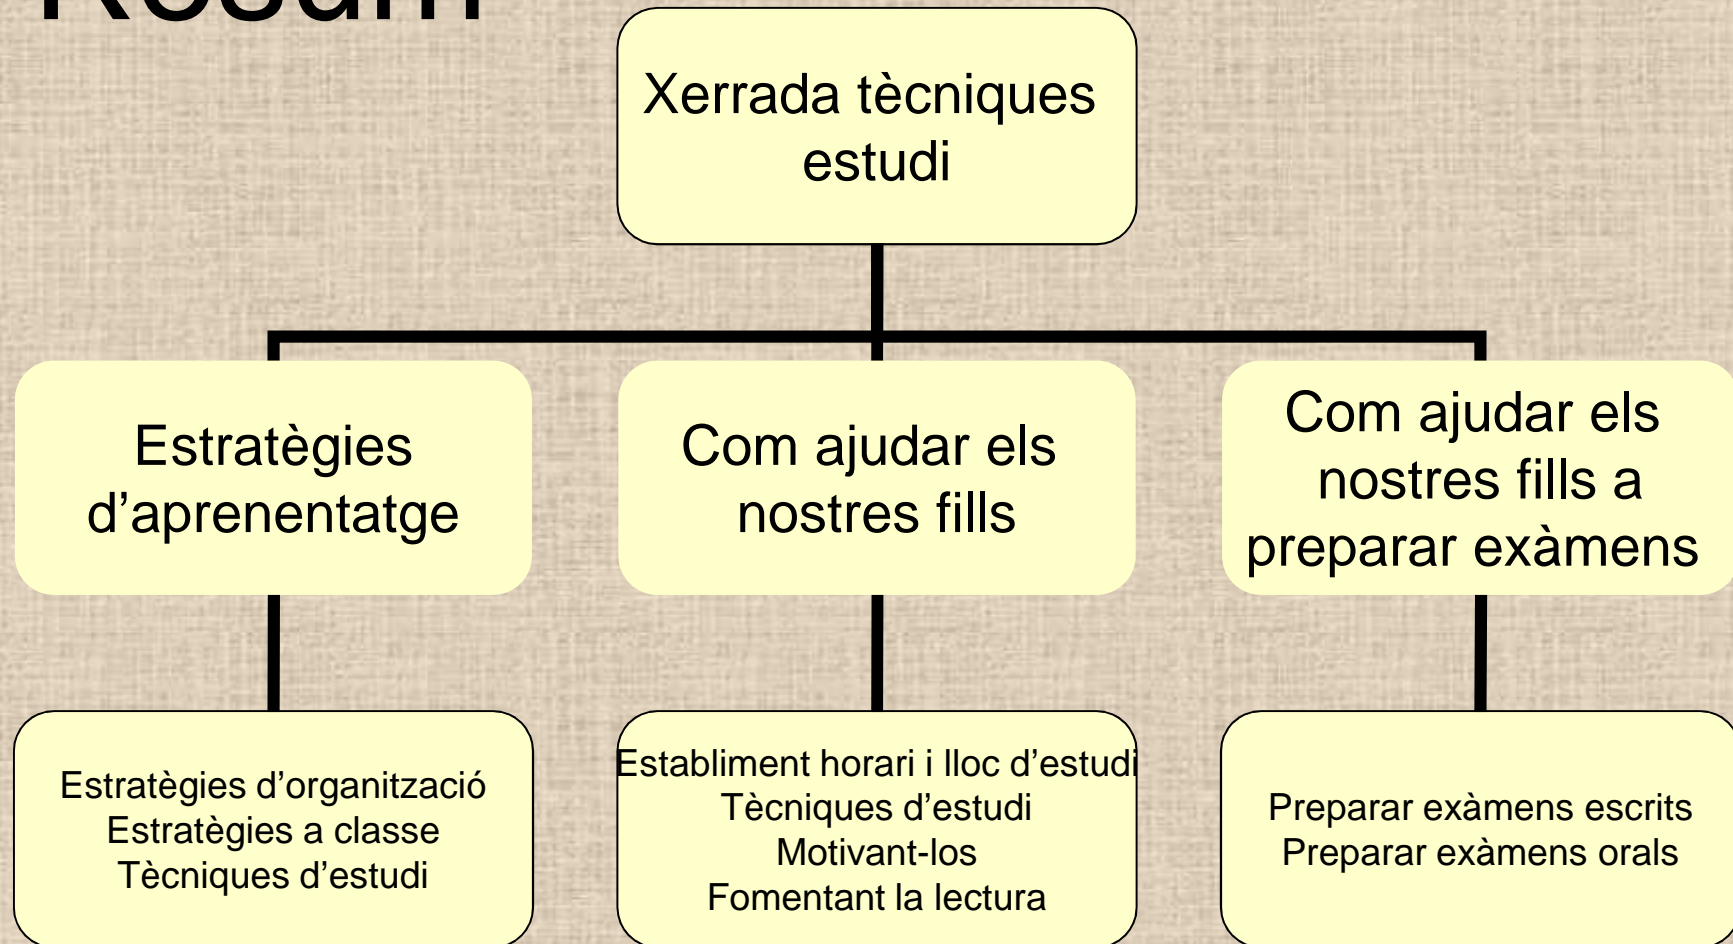 Resum
Xerrada tècniques
estudi
Estratègies
d’aprenentatge
Com ajudar els
nostres fills
Com ajudar els
nostres fills a
preparar exàmens
Estratègies d’organització
Estratègies a classe
Tècniques d’estudi
Establiment horari i lloc d’estudi
Tècniques d’estudi
Motivant-los
Fomentant la lectura
Preparar exàmens escrits
Preparar exàmens orals